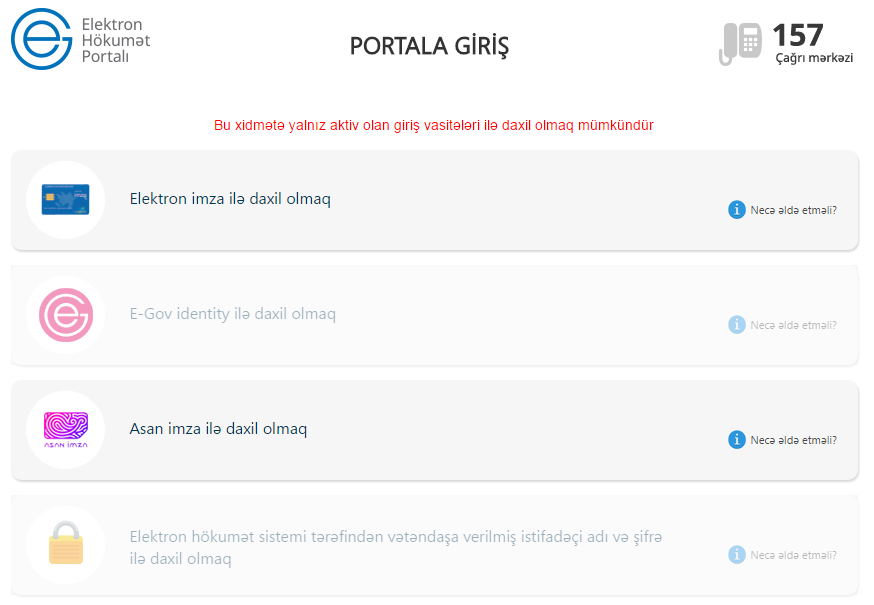 Elektron
Hökumət
Portalı
PORTALA GİRİŞ
157
Çağrı mərkəzi
Bu xidmətə yalnız aktiv olan giriş vasitələri ilə daxil olmaq mümkündür
Elektron imza ilə daxil olmaq
Necə əldə etməli?
E-Gov identity ilə daxil olmaq
Necə əldə etməli?
ASAN İMZA
Asan imza ilə daxil olmaq
Necə əldə etməli?
Elektron hökumət sistemi tərəfindən vətəndaşa verilmiş istifadəçi adı və şifrə
ilə daxil olmaq
Necə əldə etməli?